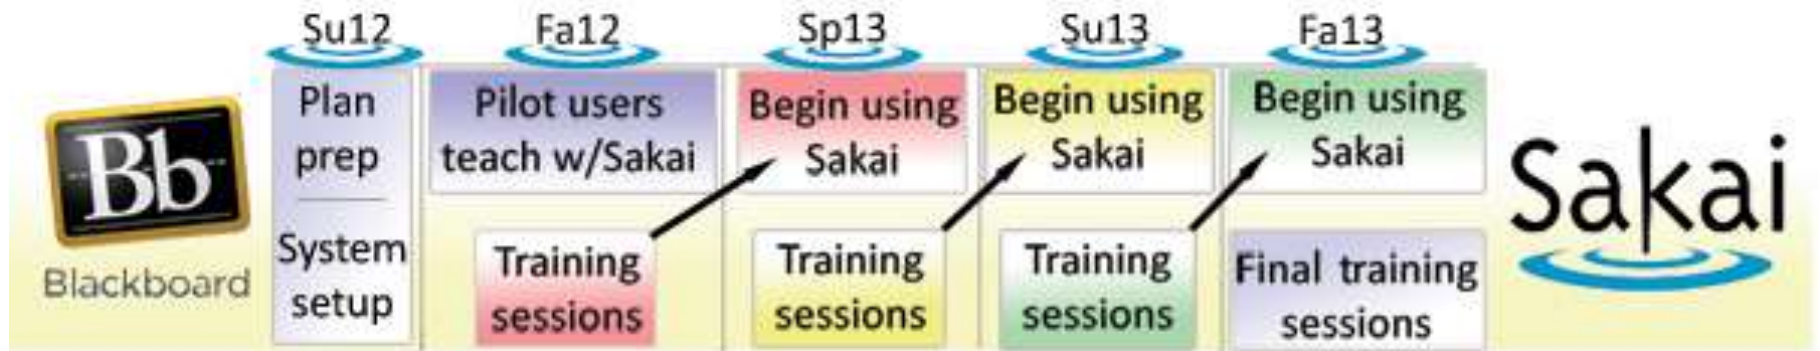 Su12
Fa12
Sp13
Su13
Fa13
Bb
Blackboard
Plan
prep
System
setup
Pilot users
teach w/Sakai
Training
sessions
Begin using
Sakai
Training
sessions
Begin using
Sakai
Training
sessions
Begin using
Sakai
Final training
sessions
Sakai